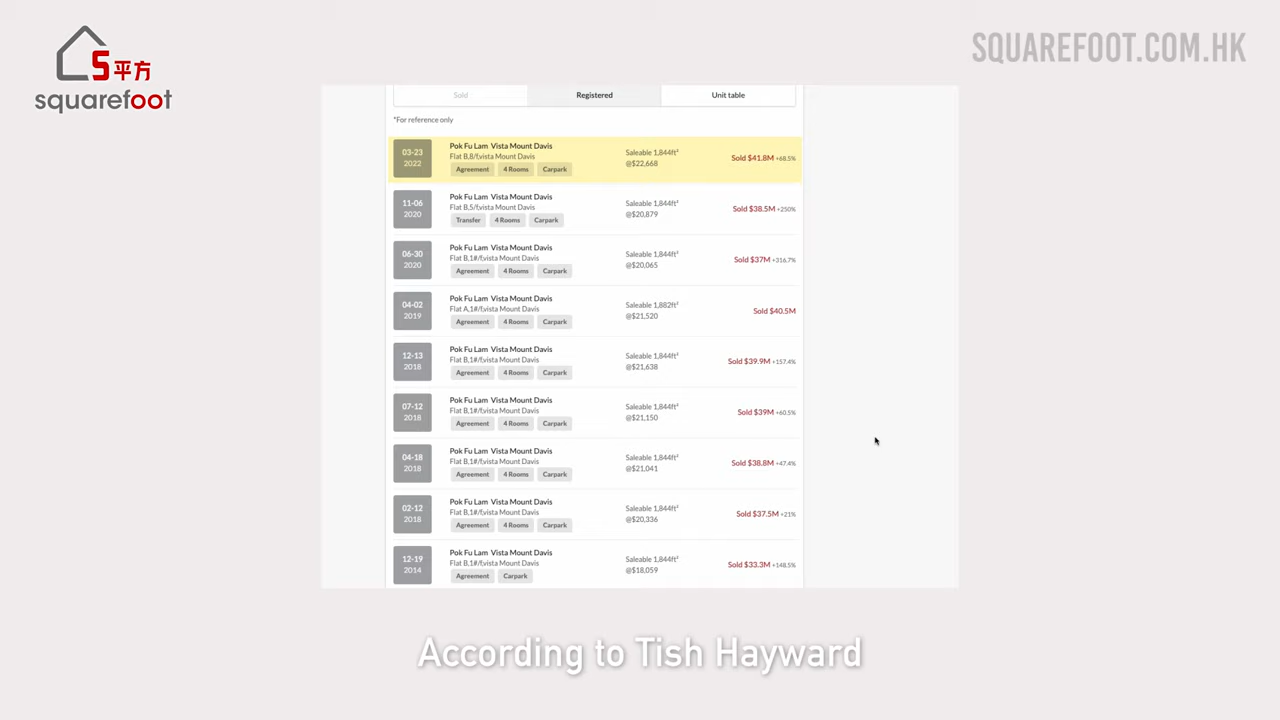 S平方
squarefoot
SQUAREFOOT.COM.HK
Sold Registered Unit table
*For reference only
03-23
2022
Pok Fu Lam Vista Mount Davis
Flat B,8/f,vista Mount Davis
Agreement 4 Rooms Carpark
Saleable 1,844ft²
@$22,668
Sold $41.8M +68.5%
11-06
2020
Pok Fu Lam Vista Mount Davis
Flat B,5/f,vista Mount Davis
Transfer 4 Rooms Carpark
Saleable 1,844ft²
@$20,879
Sold $38.5M +250%
06-30
2020
Pok Fu Lam Vista Mount Davis
Flat B,1#/f,vista Mount Davis
Agreement 4 Rooms Carpark
Saleable 1,844ft²
@$20,065
Sold $37M +316.7%
04-02
2019
Pok Fu Lam Vista Mount Davis
Flat A,1#/f,vista Mount Davis
Agreement 4 Rooms Carpark
Saleable 1,882ft²
@$21,520
Sold $40.5M
12-13
2018
Pok Fu Lam Vista Mount Davis
Flat B,1#/f,vista Mount Davis
Agreement 4 Rooms Carpark
Saleable 1,844ft²
@$21,638
Sold $39.9M +157.4%
07-12
2018
Pok Fu Lam Vista Mount Davis
Flat B,1#/f,vista Mount Davis
Agreement 4 Rooms Carpark
Saleable 1,844ft²
@$21,150
Sold $39M +60.5%
04-18
2018
Pok Fu Lam Vista Mount Davis
Flat B,1#/f,vista Mount Davis
Agreement 4 Rooms Carpark
Saleable 1,844ft²
@$21,041
Sold $38.8M +47.4%
02-12
2018
Pok Fu Lam Vista Mount Davis
Flat B,1#/f,vista Mount Davis
Agreement 4 Rooms Carpark
Saleable 1,844ft²
@$20,336
Sold $37.5M +21%
12-19
2014
Pok Fu Lam Vista Mount Davis
Flat B,1#/f,vista Mount Davis
Agreement Carpark
Saleable 1,844ft²
@$18,059
Sold $33.3M +148.5%
According to Tish Hayward